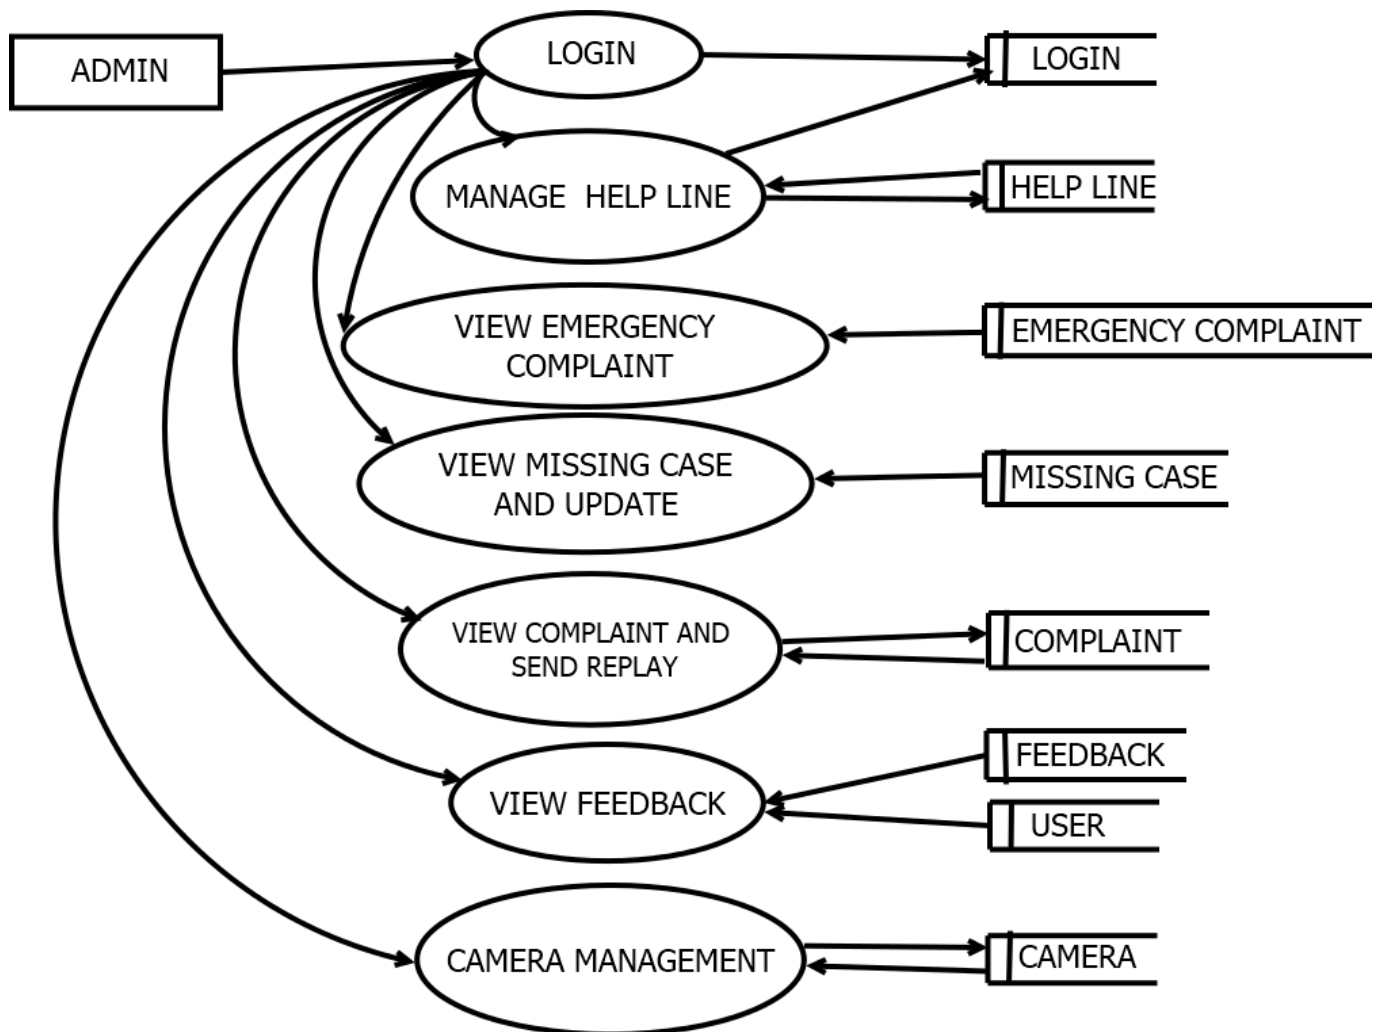 ADMIN
LOGIN
LOGIN
MANAGE HELP LINE
HELP LINE
VIEW EMERGENCY
COMPLAINT
EMERGENCY COMPLAINT
VIEW MISSING CASE
AND UPDATE
MISSING CASE
VIEW COMPLAINT AND
SEND REPLAY
COMPLAINT
VIEW FEEDBACK
FEEDBACK
USER
CAMERA MANAGEMENT
CAMERA